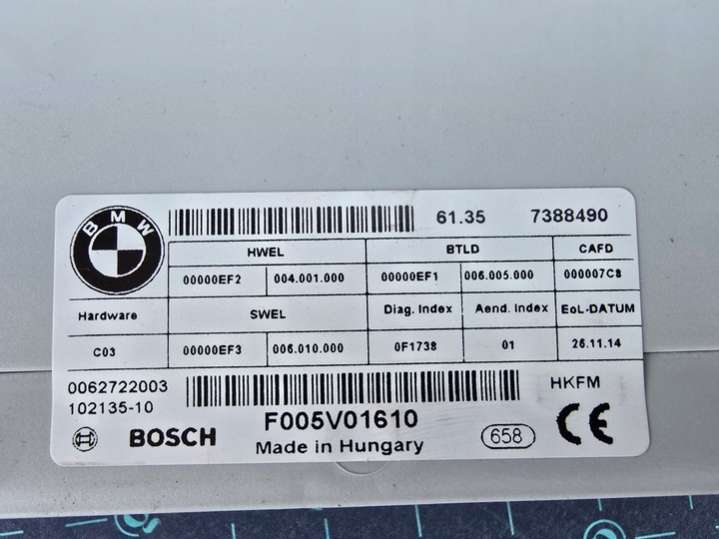 BMW
61.35 7388490
HWEL BTLD CAFD
00000EF2 004.001.000 00000EF1 006.005.000 000007C8
Hardware SWEL Diag. Index Aend. Index EoL-DATUM
C03 00000EF3 006.010.000 0F1738 01 26.11.14
0062722003 HKFM
102135-10
BOSCH F005V01610 658 CE
Made in Hungary